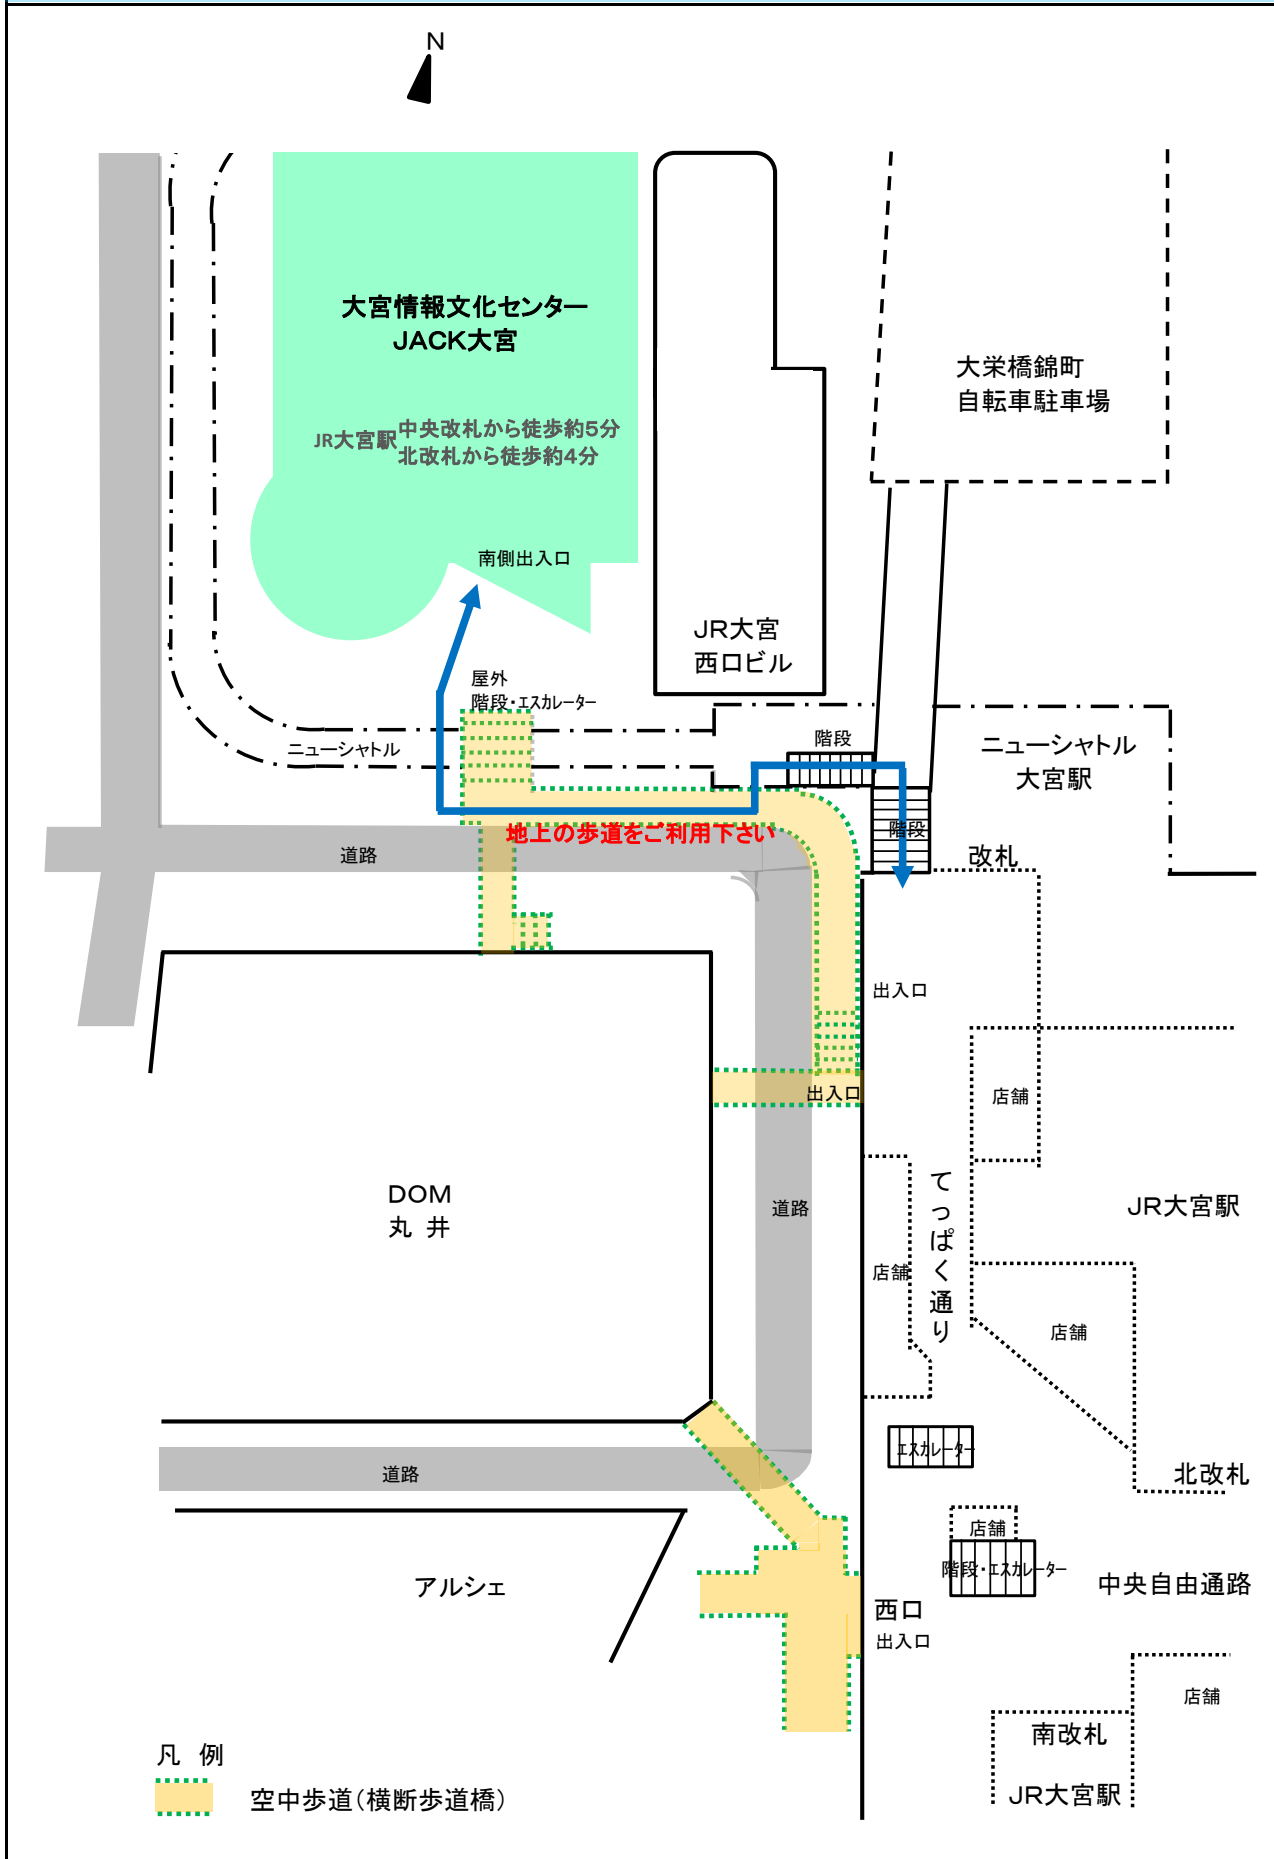 N
大宮情報文化センター
JACK大宮
大栄橋錦町
自転車駐車場
JR大宮駅
中央改札から徒歩約5分
北改札から徒歩約4分
南側出入口
JR大宮
西口ビル
屋外
階段・エスカレーター
ニューシャトル
階段
ニューシャトル
大宮駅
地上の歩道をご利用下さい
階段
道路
改札
出入口
出入口
店舗
DOM
丸 井
道路
てっぱく通り
JR大宮駅
店舗
店舗
エスカレーター
道路
北改札
店舗
階段・エスカレーター
アルシェ
中央自由通路
西口
出入口
店舗
南改札
JR大宮駅
凡 例
空中歩道(横断歩道橋)